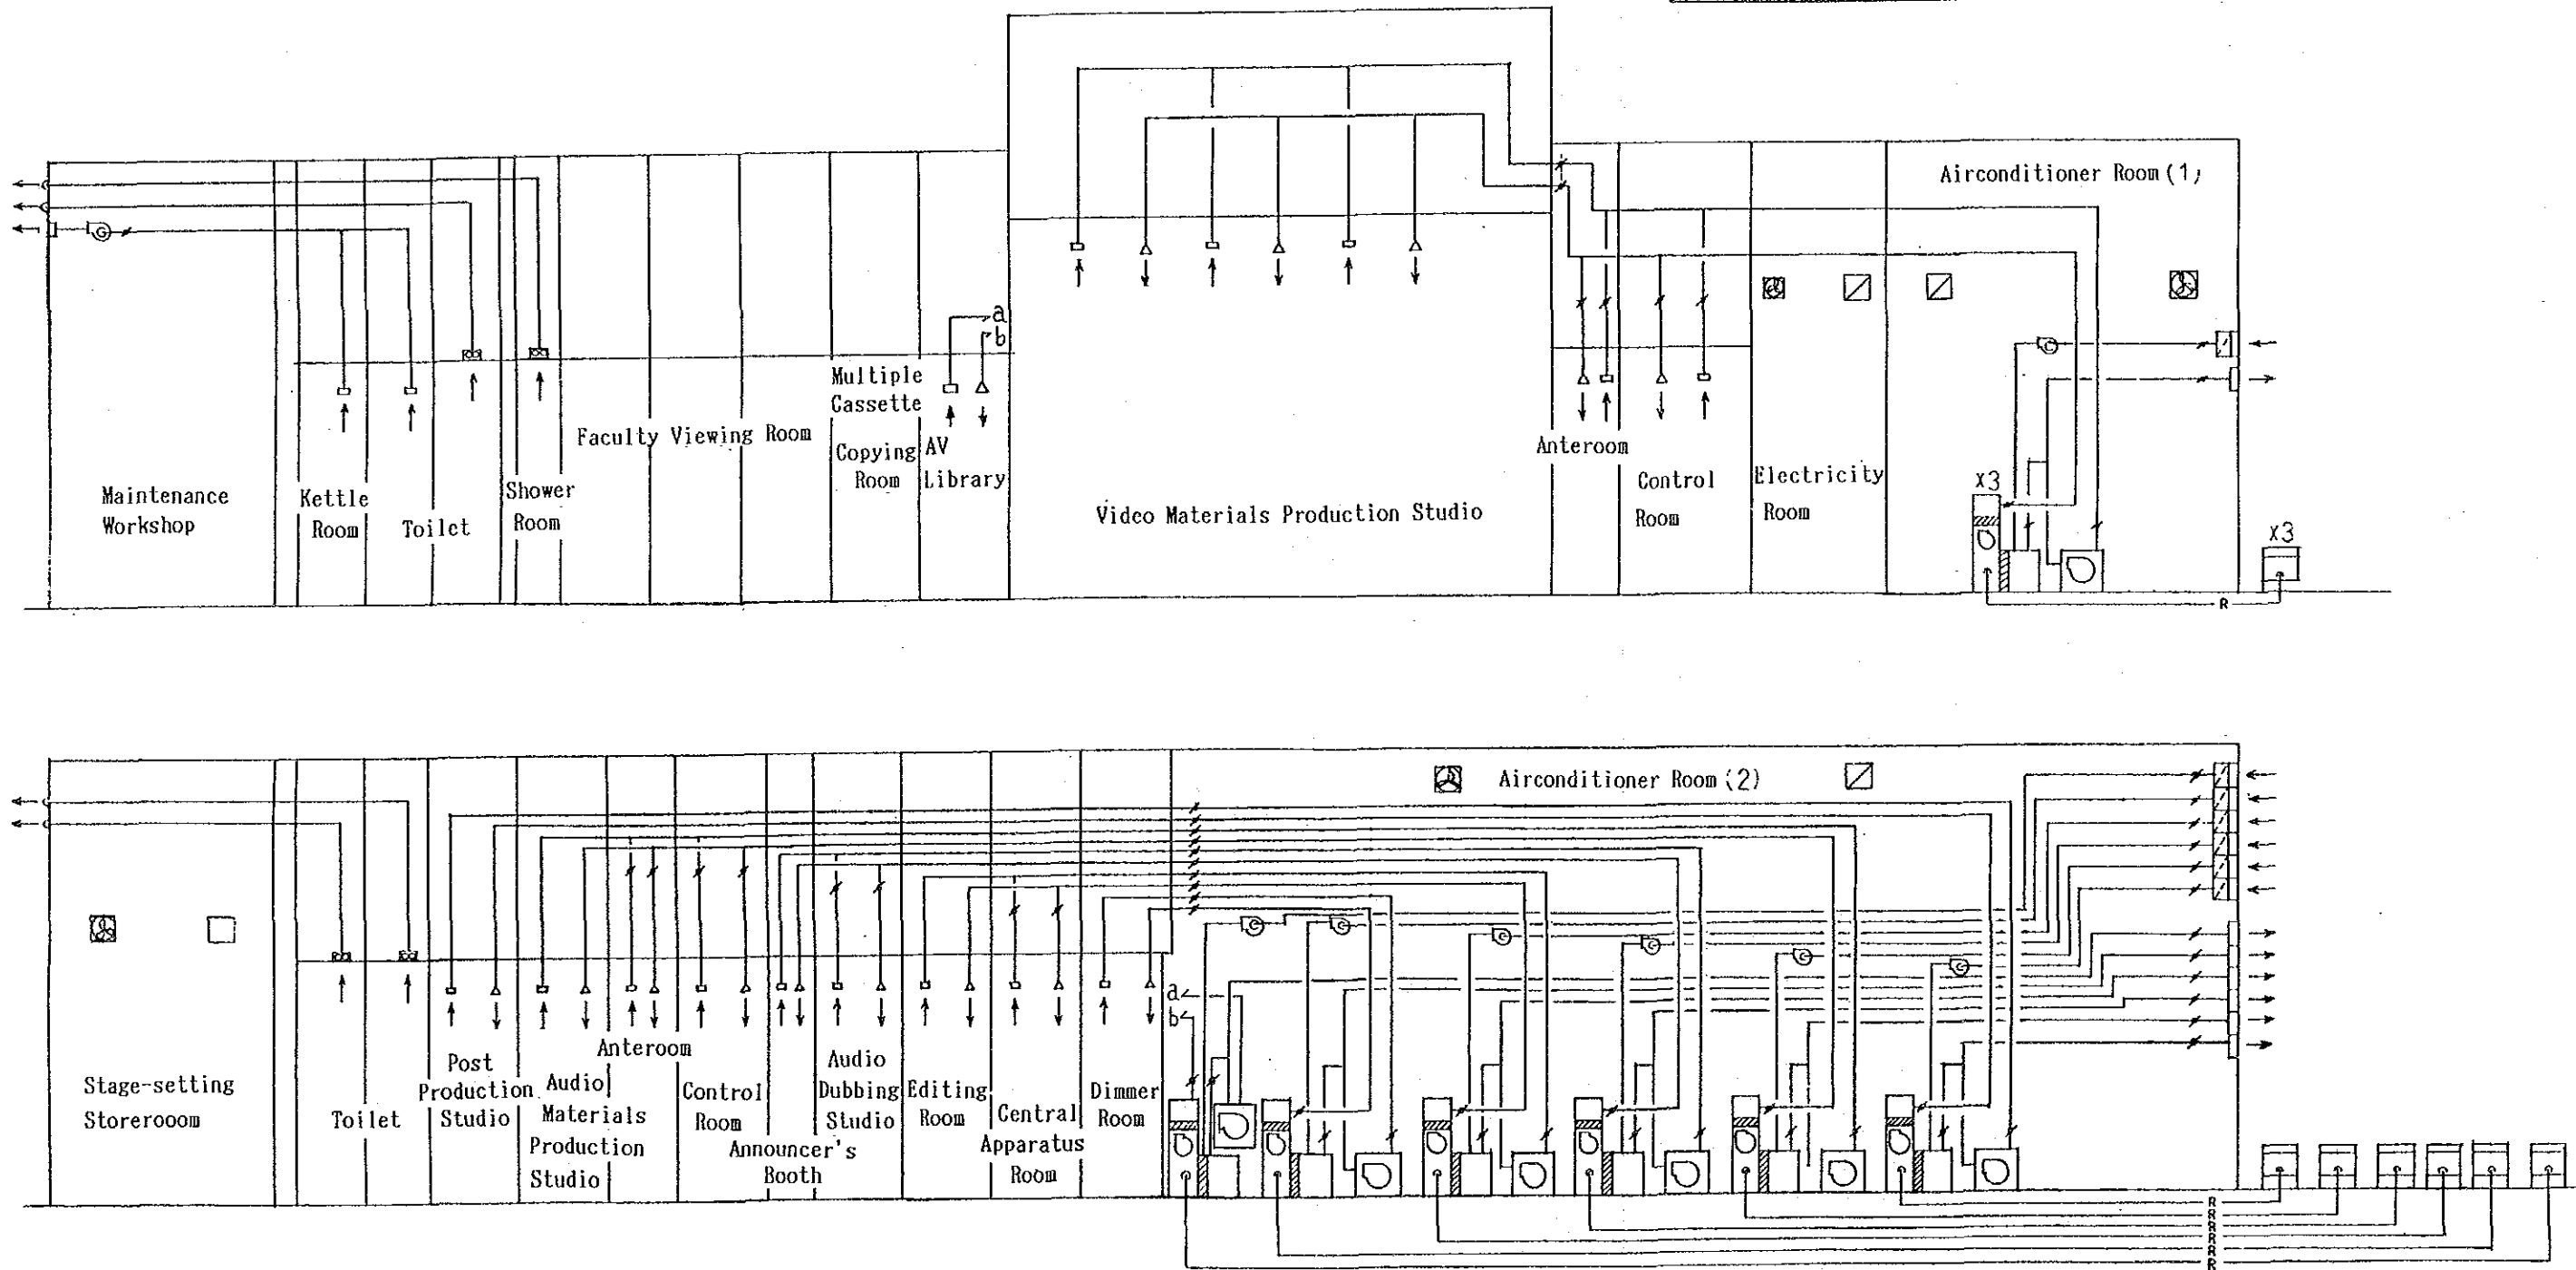 Airconditioner Room (1)
a
b
Multiple
Cassette
Copying
Room
AV
Library
Faculty Viewing Room
Anteroom
Maintenance
Workshop
Kettle
Room
Toilet
Shower
Room
Video Materials Production Studio
Control
Room
Electricity
Room
X3
X3
R
Airconditioner Room (2)
a
b
Stage-setting
Storerooom
Toilet
Post
Production
Studio
Audio
Materials
Production
Studio
Anteroom
Control
Room
Announcer's
Booth
Audio
Dubbing
Studio
Editing
Room
Central
Apparatus
Room
Dimmer
Room
R
R
R
R
R
R